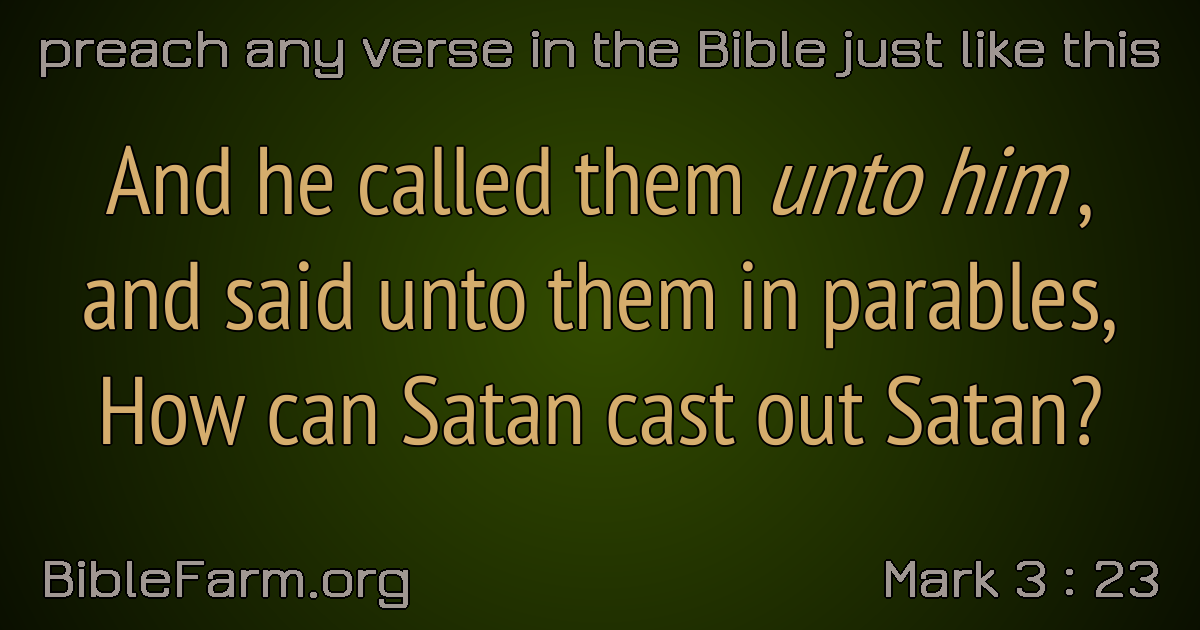 preach any verse in the Bible just like this
And he called them unto him,
and said unto them in parables,
How can Satan cast out Satan?
BibleFarm.org
Mark 3 : 23